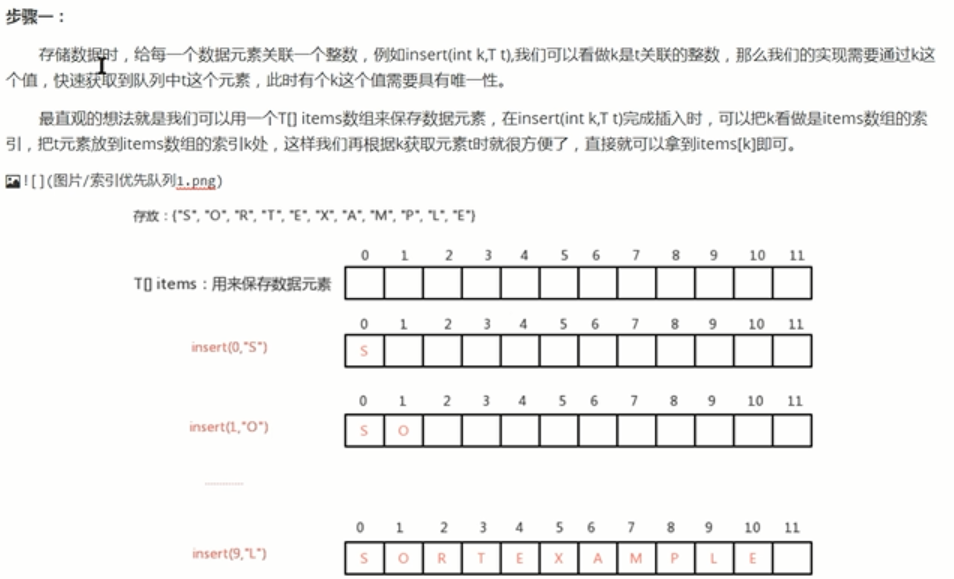 步骤一：
存储数据时，给每一个数据元素关联一个整数，例如insert(int k,T t),我们可以看做k是t关联的整数，那么我们的实现需要通过k这
个值，快速获取到队列中t这个元素，此时有个k这个值需要具有唯一性。
最直观的想法就是我们可以用一个T[] items数组来保存数据元素，在insert(int k,T t)完成插入时，可以把k看做是items数组的索
引，把t元素放到items数组的索引k处，这样我们再根据k获取元素t时就很方便了，直接就可以拿到items[k]即可。
![](图片/索引优先队列1.png)
存放：{"S", "O", "R", "T", "E", "X", "A", "M", "P", "L", "E"}
0 1 2 3 4 5 6 7 8 9 10 11
T[] items：用来保存数据元素
0 1 2 3 4 5 6 7 8 9 10 11
insert(0,"S") S
0 1 2 3 4 5 6 7 8 9 10 11
insert(1,"O") S O
0 1 2 3 4 5 6 7 8 9 10 11
insert(9,"L") S O R T E X A M P L E